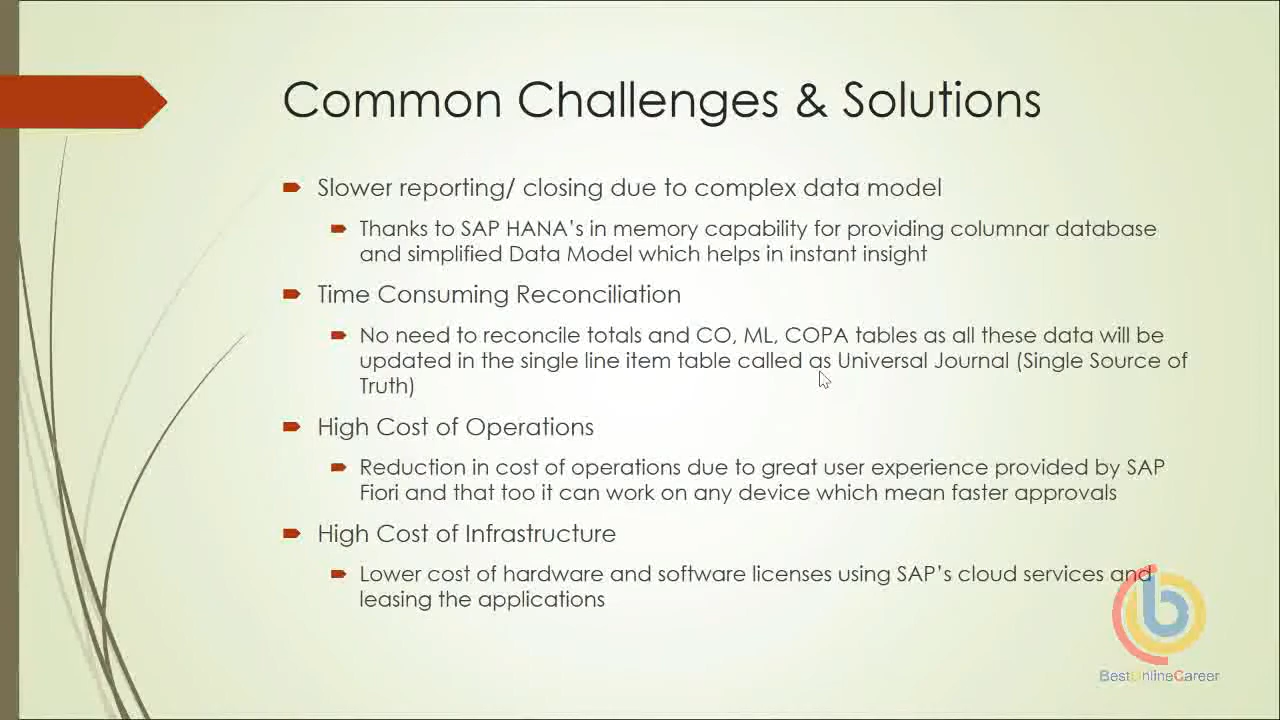 Common Challenges & Solutions
Slower reporting/ closing due to complex data model
Thanks to SAP HANA's in memory capability for providing columnar database
and simplified Data Model which helps in instant insight
Time Consuming Reconciliation
No need to reconcile totals and CO, ML, COPA tables as all these data will be
updated in the single line item table called as Universal Journal (Single Source of
Truth)
High Cost of Operations
Reduction in cost of operations due to great user experience provided by SAP
Fiori and that too it can work on any device which mean faster approvals
High Cost of Infrastructure
Lower cost of hardware and software licenses using SAP's cloud services and
leasing the applications
b
BestOnlineCareer